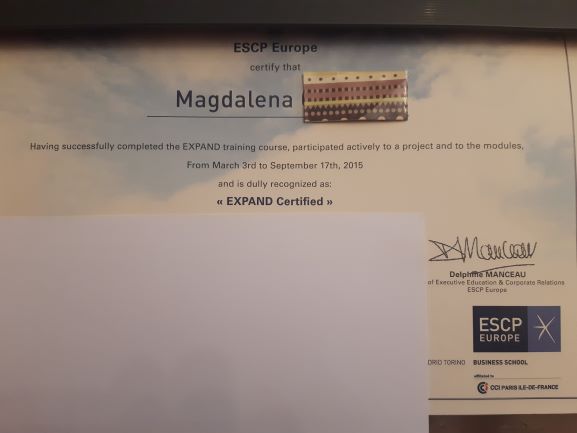 ESCP Europe
certify that
Magdalena
Having successfully completed the EXPAND training course, participated actively to a project and to the modules,
From March 3rd to September 17th, 2015
and is dully recognized as:
« EXPAND Certified »
Delphine MANCEAU
of Executive Education & Corporate Relations
ESCP Europe
ESCP
EUROPE
DRID TORINO BUSINESS SCHOOL
affiliated to
CCI PARIS ILE-DE-FRANCE